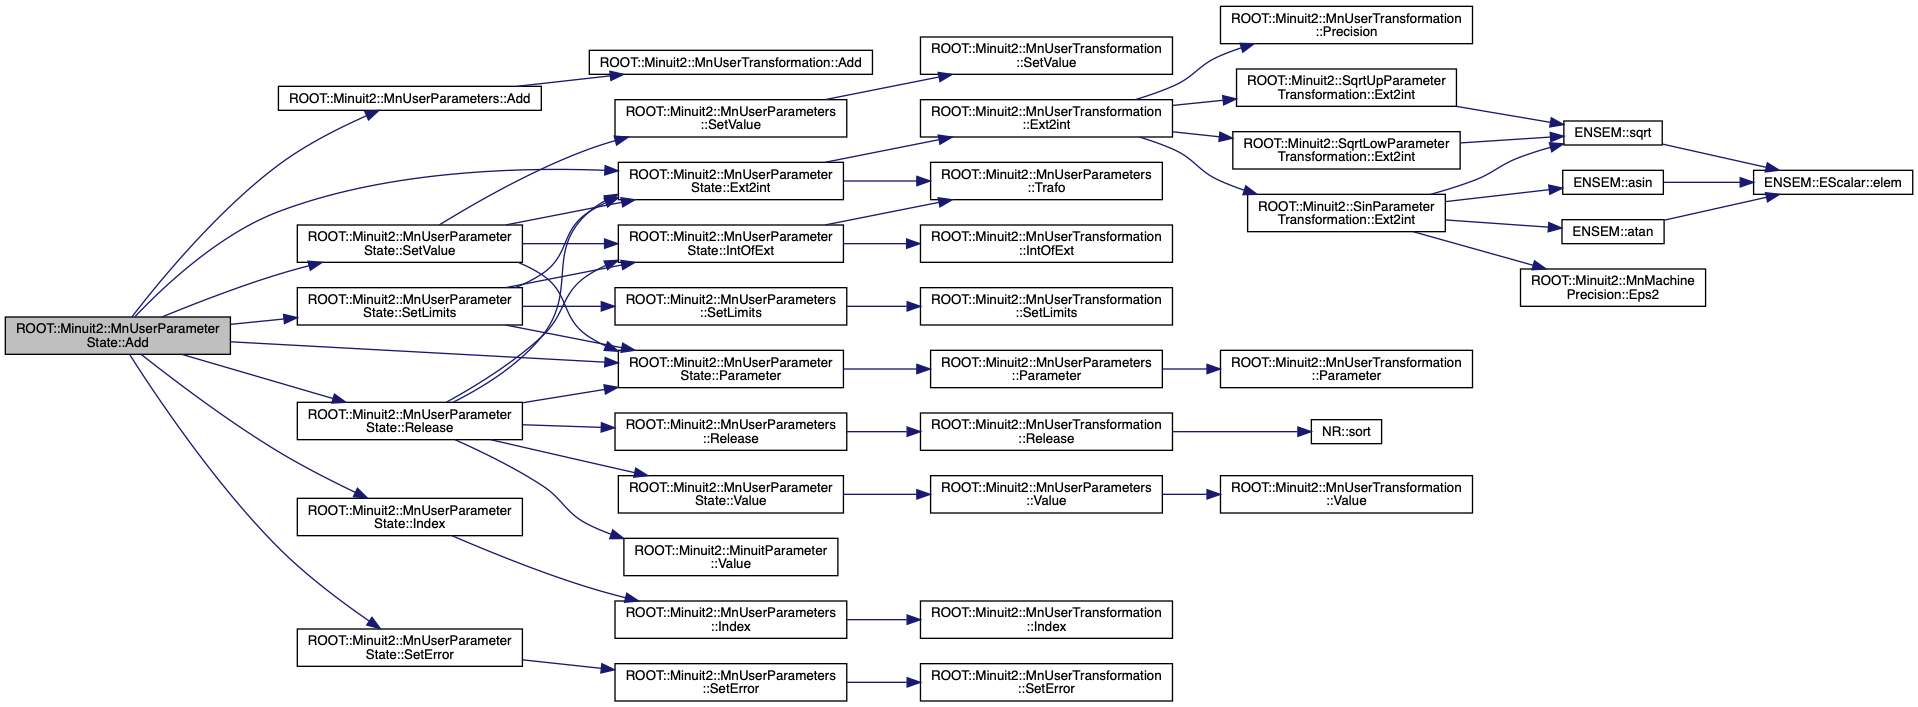 ROOT::Minuit2::MnUserParameter
State::Add
ROOT::Minuit2::MnUserParameters::Add
ROOT::Minuit2::MnUserParameter
State::SetValue
ROOT::Minuit2::MnUserParameter
State::SetLimits
ROOT::Minuit2::MnUserParameter
State::Release
ROOT::Minuit2::MnUserParameter
State::Index
ROOT::Minuit2::MnUserParameter
State::SetError
ROOT::Minuit2::MnUserTransformation::Add
ROOT::Minuit2::MnUserParameters
::SetValue
ROOT::Minuit2::MnUserParameter
State::Ext2int
ROOT::Minuit2::MnUserParameter
State::IntOfExt
ROOT::Minuit2::MnUserParameters
::SetLimits
ROOT::Minuit2::MnUserParameter
State::Parameter
ROOT::Minuit2::MnUserParameters
::Release
ROOT::Minuit2::MnUserParameter
State::Value
ROOT::Minuit2::MinuitParameter
::Value
ROOT::Minuit2::MnUserParameters
::Index
ROOT::Minuit2::MnUserParameters
::SetError
ROOT::Minuit2::MnUserTransformation
::SetValue
ROOT::Minuit2::MnUserTransformation
::Ext2int
ROOT::Minuit2::MnUserParameters
::Trafo
ROOT::Minuit2::MnUserTransformation
::IntOfExt
ROOT::Minuit2::MnUserTransformation
::SetLimits
ROOT::Minuit2::MnUserParameters
::Parameter
ROOT::Minuit2::MnUserTransformation
::Release
ROOT::Minuit2::MnUserParameters
::Value
ROOT::Minuit2::MnUserTransformation
::Index
ROOT::Minuit2::MnUserTransformation
::SetError
ROOT::Minuit2::MnUserTransformation
::Precision
ROOT::Minuit2::SqrtUpParameter
Transformation::Ext2int
ROOT::Minuit2::SqrtLowParameter
Transformation::Ext2int
ROOT::Minuit2::SinParameter
Transformation::Ext2int
ROOT::Minuit2::MnUserTransformation
::Parameter
NR::sort
ROOT::Minuit2::MnUserTransformation
::Value
ENSEM::sqrt
ENSEM::asin
ENSEM::atan
ROOT::Minuit2::MnMachine
Precision::Eps2
ENSEM::EScalar::elem